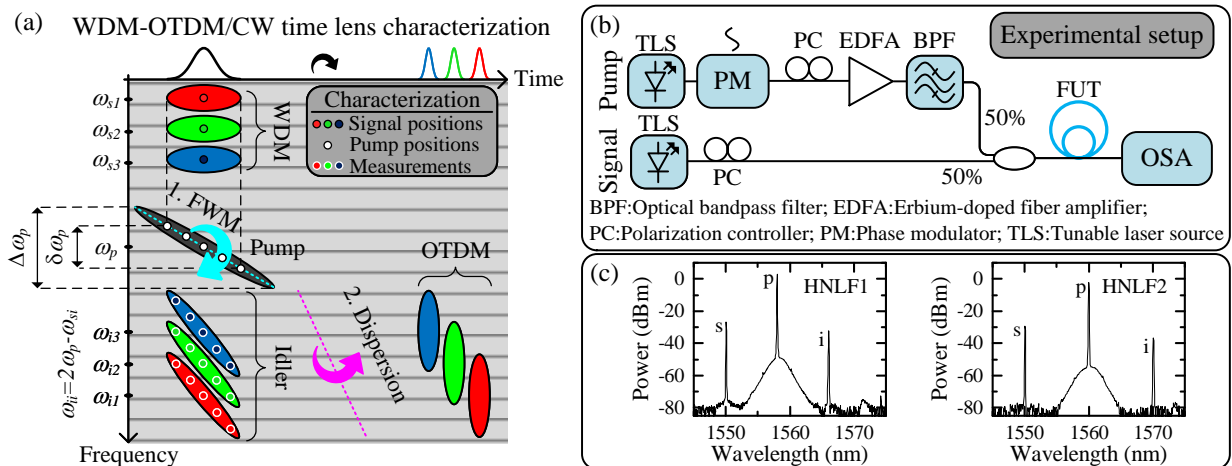 (a)
WDM-OTDM/CW time lens characterization
Time
ωs1
ωs2
ωs3
WDM
Characterization
Signal positions
Pump positions
Measurements
1. FWM
Δωp
δωp
ωp
Pump
OTDM
2. Dispersion
ωii=2ωp-ωsi
ωi3
ωi2
ωi1
Idler
Frequency
(b)
Experimental setup
Pump
TLS
PM
PC
EDFA
BPF
50%
FUT
Signal
TLS
PC
50%
OSA
BPF:Optical bandpass filter; EDFA:Erbium-doped fiber amplifier;
PC:Polarization controller; PM:Phase modulator; TLS:Tunable laser source
(c)
Power (dBm)
0
-20
-40
-60
-80
s
p
i
HNLF1
1550 1560 1570
Wavelength (nm)
Power (dBm)
0
-20
-40
-60
-80
s
p
i
HNLF2
1550 1560 1570
Wavelength (nm)